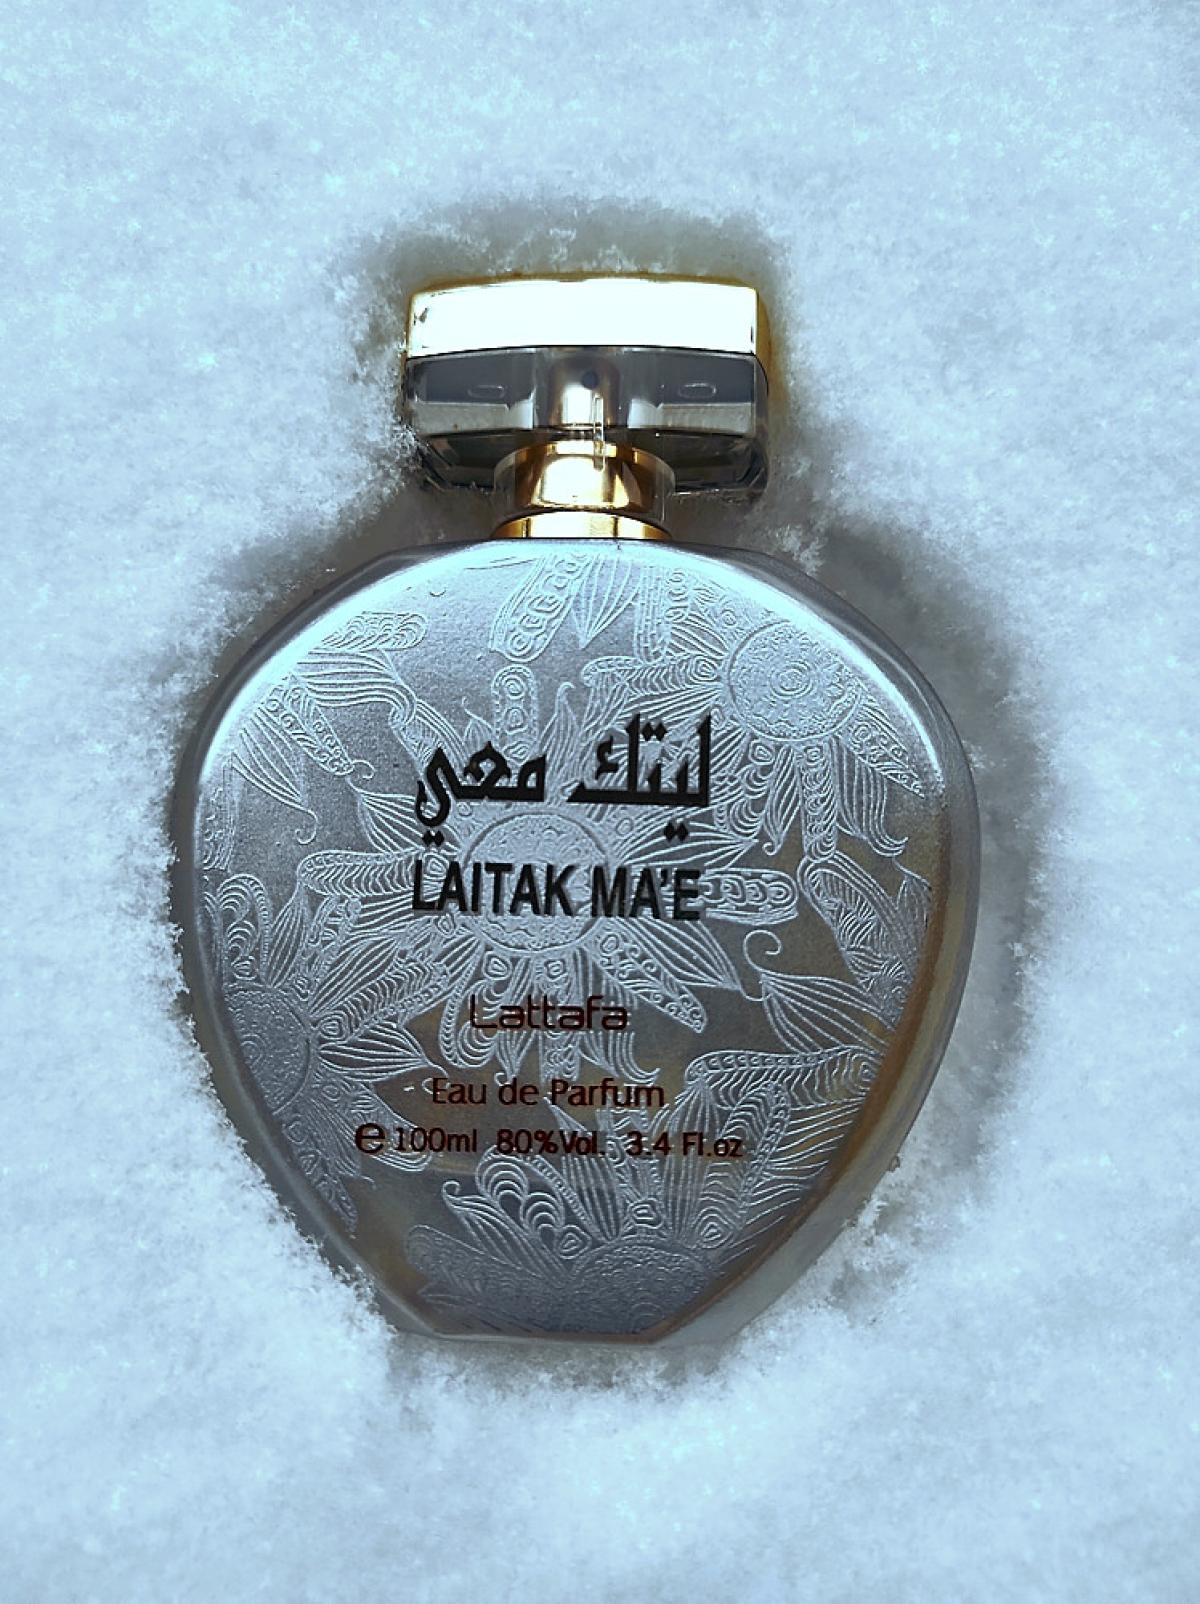 ليتك معي
LAITAK MA'E
Lattafa
Eau de Parfum
e 100ml 80%Vol. 3.4 Fl.oz